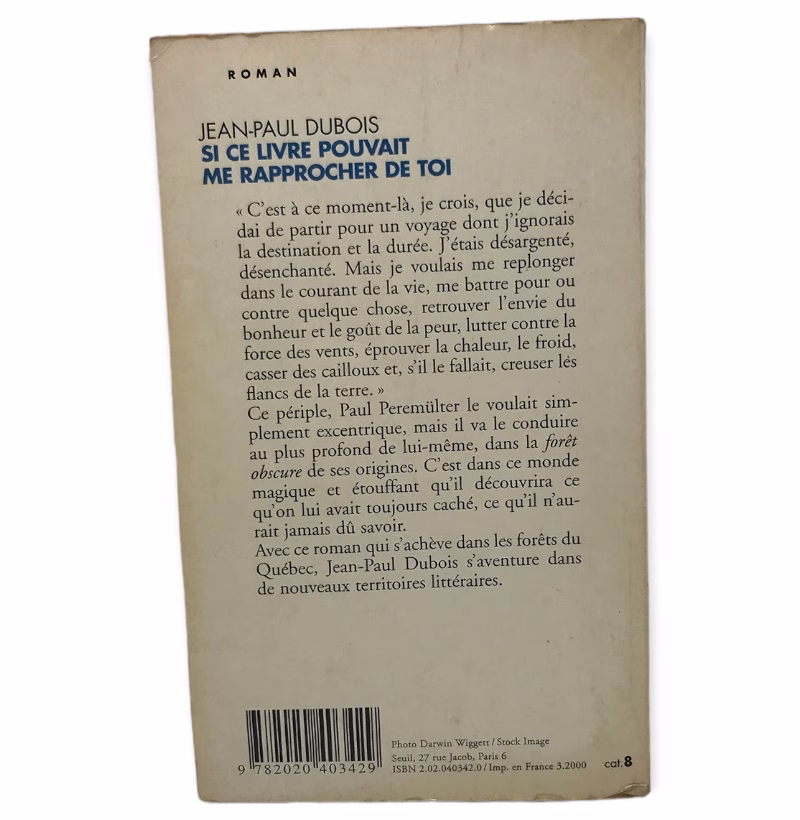 ROMAN
JEAN-PAUL DUBOIS
SI CE LIVRE POUVAIT
ME RAPPROCHER DE TOI
« C'est à ce moment-là, je crois, que je déci-
dai de partir pour un voyage dont j'ignorais
la destination et la durée. J'étais désargenté,
désenchanté. Mais je voulais me replonger
dans le courant de la vie, me battre pour ou
contre quelque chose, retrouver l'envie du
bonheur et le goût de la peur, lutter contre la
force des vents, éprouver la chaleur, le froid,
casser des cailloux et, s'il le fallait, creuser les
flancs de la terre. »
Ce périple, Paul Peremülter le voulait sim-
plement excentrique, mais il va le conduire
au plus profond de lui-même, dans la forêt
obscure de ses origines. C'est dans ce monde
magique et étouffant qu'il découvrira ce
qu'on lui avait toujours caché, ce qu'il n'au-
rait jamais dû savoir.
Avec ce roman qui s'achève dans les forêts du
Québec, Jean-Paul Dubois s'aventure dans
de nouveaux territoires littéraires.
9 782020 403429
Photo Darwin Wiggett / Stock Image
Seuil, 27 rue Jacob, Paris 6
ISBN 2.02.040342.0 / Imp. en France 3.2000
cat.8